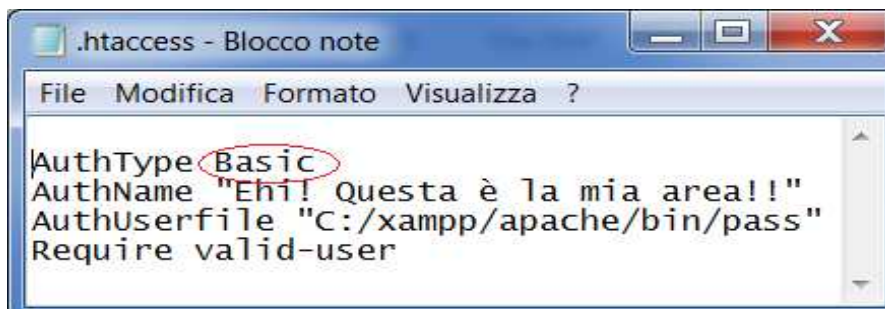 .htaccess - Blocco note
File Modifica Formato Visualizza ?
AuthType Basic
AuthName "Ehi! Questa è la mia area!!"
AuthUserfile "C:/xampp/apache/bin/pass"
Require valid-user